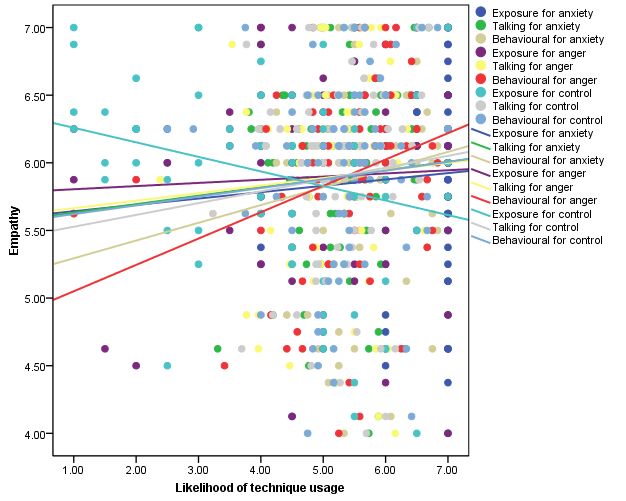 7.00
6.50
6.00
5.50
5.00
4.50
4.00
Empathy
1.00 2.00 3.00 4.00 5.00 6.00 7.00
Likelihood of technique usage
Exposure for anxiety
Talking for anxiety
Behavioural for anxiety
Exposure for anger
Talking for anger
Behavioural for anger
Exposure for control
Talking for control
Behavioural for control
Exposure for anxiety
Talking for anxiety
Behavioural for anxiety
Exposure for anger
Talking for anger
Behavioural for anger
Exposure for control
Talking for control
Behavioural for control